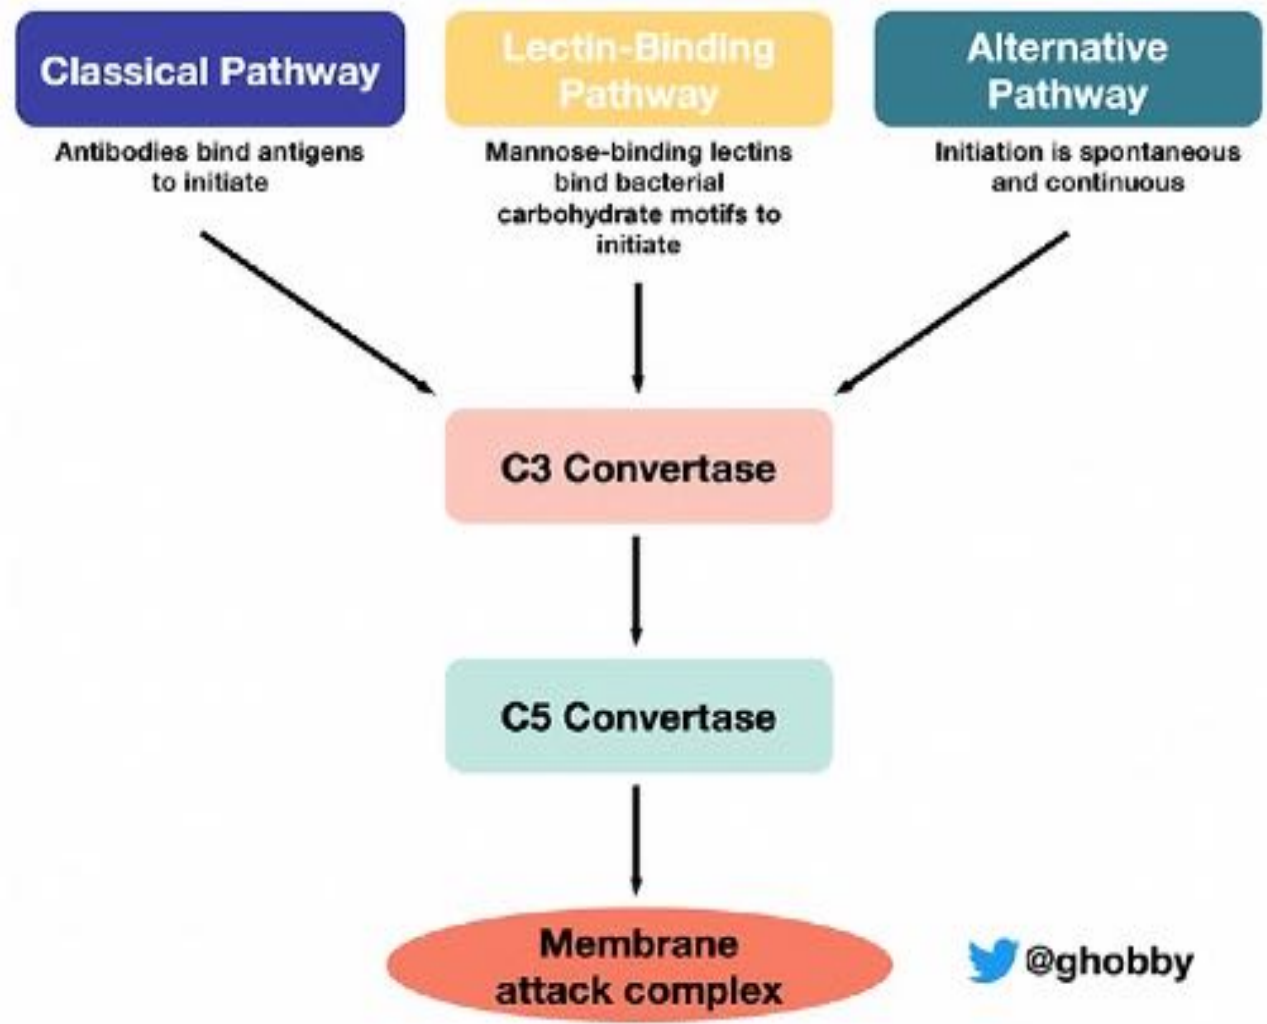 Classical Pathway
Antibodies bind antigens
to initiate
Lectin-Binding
Pathway
Mannose-binding lectins
bind bacterial
carbohydrate motifs to
initiate
Alternative
Pathway
Initiation is spontaneous
and continuous
C3 Convertase
C5 Convertase
Membrane
attack complex
@ghobby